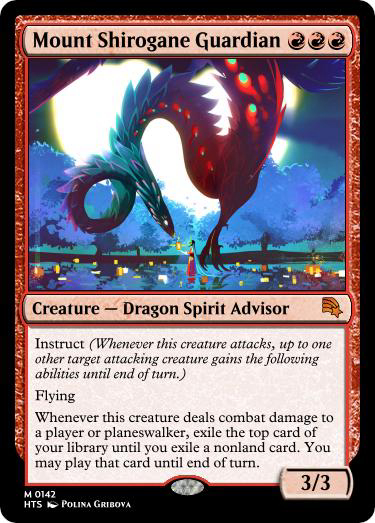 Mount Shirogane Guardian
Creature — Dragon Spirit Advisor
Instruct (Whenever this creature attacks, up to one
other target attacking creature gains the following
abilities until end of turn.)
Flying
Whenever this creature deals combat damage to
a player or planeswalker, exile the top card of
your library until you exile a nonland card. You
may play that card until end of turn.
3/3
M 0142
HTS Polina Gribova